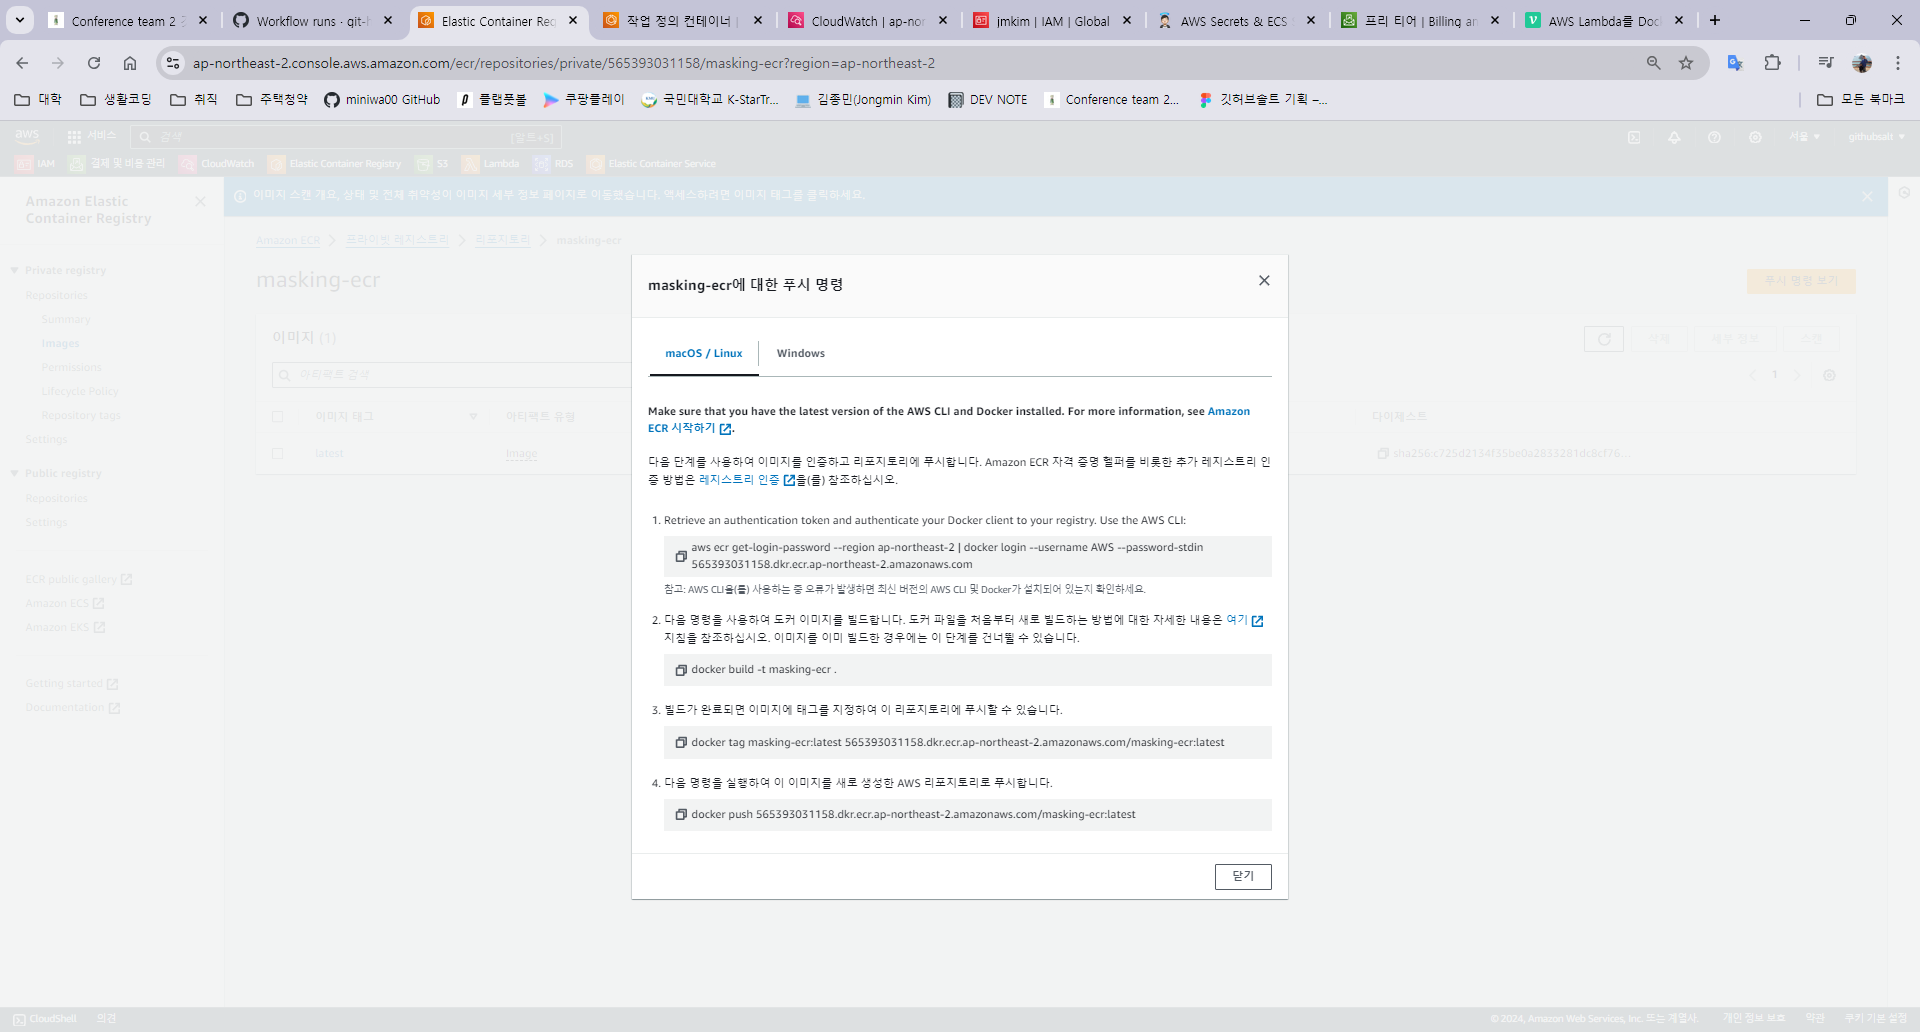 Conference team 2
Workflow runs · git-h
Elastic Container Reg
작업 정의 컨테이너 |
CloudWatch | ap-nor
jmkim | IAM | Global
AWS Secrets & ECS
프리 티어 | Billing an
AWS Lambda를 Doc
ap-northeast-2.console.aws.amazon.com/ecr/repositories/private/565393031158/masking-ecr?region=ap-northeast-2
대학
생활코딩
취직
주택청약
miniwa00 GitHub
플랩풋볼
쿠팡플레이
국민대학교 K-StarTr...
김종민(Jongmin Kim)
DEV NOTE
Conference team 2...
깃허브솔트 기획 –...
모든 북마크
aws
서비스
검색
[알트+S]
서울
githubsalt
IAM
결제 및 비용 관리
CloudWatch
Elastic Container Registry
S3
Lambda
RDS
Elastic Container Service
Amazon Elastic
Container Registry
이미지 스캔 개요, 상태 및 전체 취약성이 이미지 세부 정보 페이지로 이동했습니다. 액세스하려면 이미지 태그를 클릭하세요.
Private registry
Repositories
Summary
Images
Permissions
Lifecycle Policy
Repository tags
Settings
Public registry
Repositories
Settings
ECR public gallery
Amazon ECS
Amazon EKS
Getting started
Documentation
Amazon ECR
프라이빗 레지스트리
리포지토리
masking-ecr
masking-ecr
푸시 명령 보기
이미지 (1)
삭제
세부 정보
스캔
아티팩트 검색
1
이미지 태그
아티팩트 유형
다이제스트
latest
Image
sha256:c725d2134f35be0a2833281dc8cf76...
masking-ecr에 대한 푸시 명령
macOS / Linux
Windows
Make sure that you have the latest version of the AWS CLI and Docker installed. For more information, see Amazon
ECR 시작하기 .
다음 단계를 사용하여 이미지를 인증하고 리포지토리에 푸시합니다. Amazon ECR 자격 증명 헬퍼를 비롯한 추가 레지스트리 인
증 방법은 레지스트리 인증 을(를) 참조하십시오.
1. Retrieve an authentication token and authenticate your Docker client to your registry. Use the AWS CLI:
aws ecr get-login-password --region ap-northeast-2 | docker login --username AWS --password-stdin
565393031158.dkr.ecr.ap-northeast-2.amazonaws.com
참고: AWS CLI을(를) 사용하는 중 오류가 발생하면 최신 버전의 AWS CLI 및 Docker가 설치되어 있는지 확인하세요.
2. 다음 명령을 사용하여 도커 이미지를 빌드합니다. 도커 파일을 처음부터 새로 빌드하는 방법에 대한 자세한 내용은 여기
지침을 참조하십시오. 이미지를 이미 빌드한 경우에는 이 단계를 건너뛸 수 있습니다.
docker build -t masking-ecr .
3. 빌드가 완료되면 이미지에 태그를 지정하여 이 리포지토리에 푸시할 수 있습니다.
docker tag masking-ecr:latest 565393031158.dkr.ecr.ap-northeast-2.amazonaws.com/masking-ecr:latest
4. 다음 명령을 실행하여 이 이미지를 새로 생성한 AWS 리포지토리로 푸시합니다.
docker push 565393031158.dkr.ecr.ap-northeast-2.amazonaws.com/masking-ecr:latest
닫기
CloudShell
의견
© 2024, Amazon Web Services, Inc. 또는 계열사.
개인 정보 보호
약관
쿠키 기본 설정